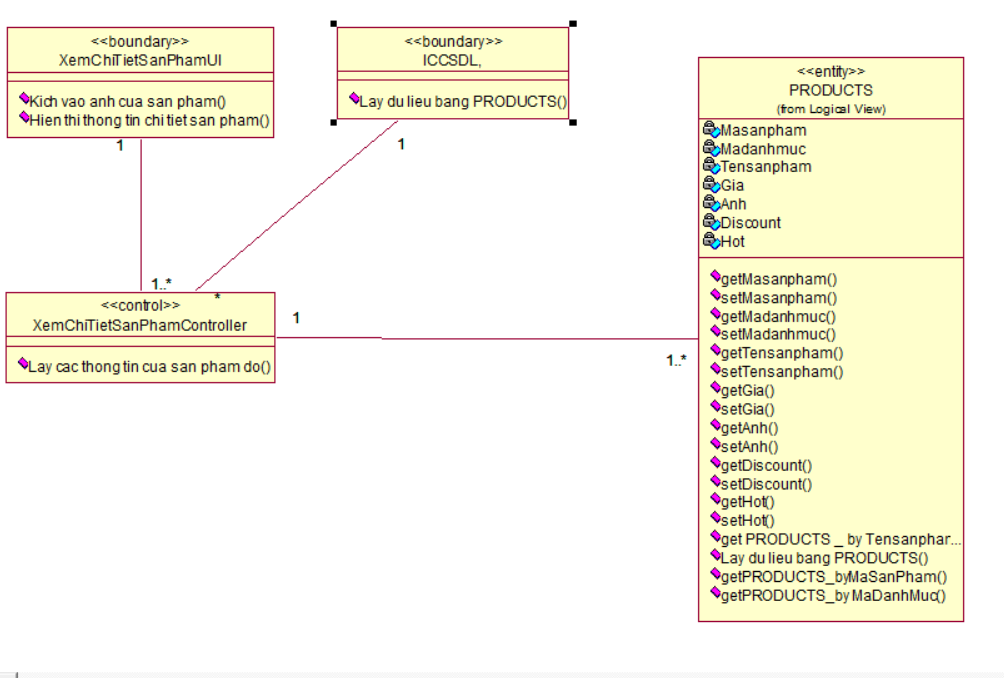 <<boundary>>
XemChiTietSanPhamUI
Kich vao anh cua san pham()
Hien thi thong tin chi tiet san pham()
1
<<boundary>>
ICCSDL,
Lay du lieu bang PRODUCTS()
1
1..*
*
<<control>>
XemChiTietSanPhamController
Lay cac thong tin cua san pham do()
1
1..*
<<entity>>
PRODUCTS
(from Logical View)
Masanpham
Madanhmuc
Tensanpham
Gia
Anh
Discount
Hot
getMasanpham()
setMasanpham()
getMadanhmuc()
setMadanhmuc()
getTensanpham()
setTensanpham()
getGia()
setGia()
getAnh()
setAnh()
getDiscount()
setDiscount()
getHot()
setHot()
get PRODUCTS _ by Tensanphar...
Lay du lieu bang PRODUCTS()
getPRODUCTS_byMaSanPham()
getPRODUCTS_by MaDanhMuc()